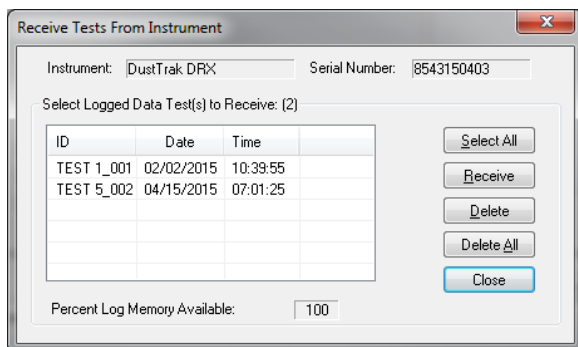 Receive Tests From Instrument
Instrument: DustTrak DRX Serial Number: 8543150403
Select Logged Data Test(s) to Receive: (2)
ID Date Time
TEST 1_001 02/02/2015 10:39:55
TEST 5_002 04/15/2015 07:01:25
Select All
Receive
Delete
Delete All
Close
Percent Log Memory Available: 100